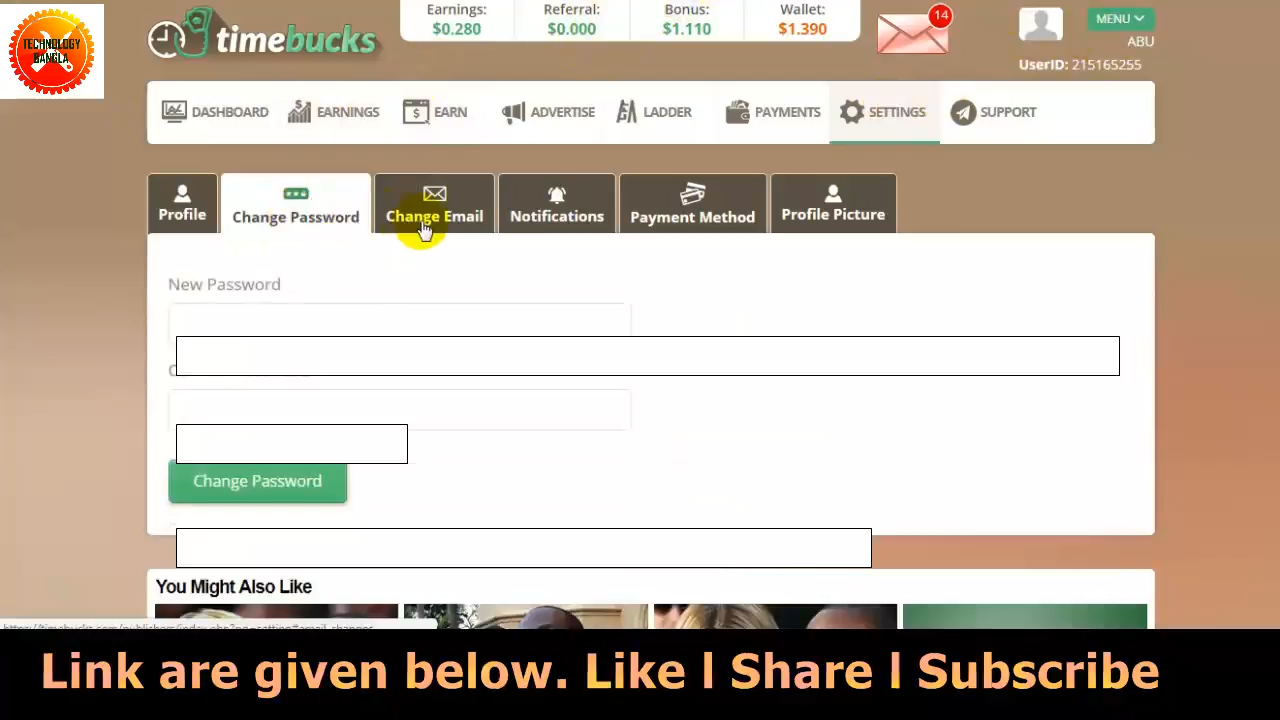 TECHNOLOGY
BANGLA
timebucks
Earnings:
$0.280
Referral:
$0.000
Bonus:
$1.110
Wallet:
$1.390
14
MENU
ABU
UserID: 215165255
DASHBOARD
EARNINGS
EARN
ADVERTISE
LADDER
PAYMENTS
SETTINGS
SUPPORT
Profile
Change Password
Change Email
Notifications
Payment Method
Profile Picture
New Password
Change Password
You Might Also Like
Link are given below. Like l Share l Subscribe